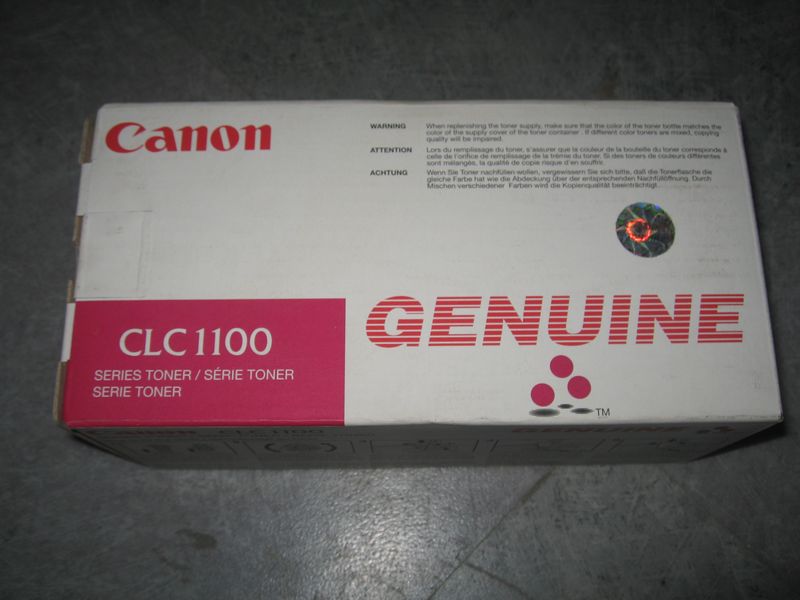 Canon
WARNING When replenishing the toner supply, make sure that the color of the toner bottle matches the
color of the supply cover of the toner container. If different color toners are mixed, copying
quality will be impaired.
ATTENTION Lors du remplissage du toner, s'assurer que la couleur de la bouteille du toner corresponde à
celle de l'orifice de remplissage de la trémie du toner. Si des toners de couleurs différentes
sont mélangés, la qualité de copie risque d'en souffrir.
ACHTUNG Wenn Sie Toner nachfüllen wollen, vergewissern Sie sich bitte, daß die Tonerflasche die
gleiche Farbe hat wie die Abdeckung über der entsprechenden Nachfüllöffnung. Durch
Mischen verschiedener Farben wird die Kopienqualität beeinträchtigt.
GENUINE
TM
CLC1100
SERIES TONER / SÉRIE TONER
SERIE TONER
Canon CLC 1100
GENUINE